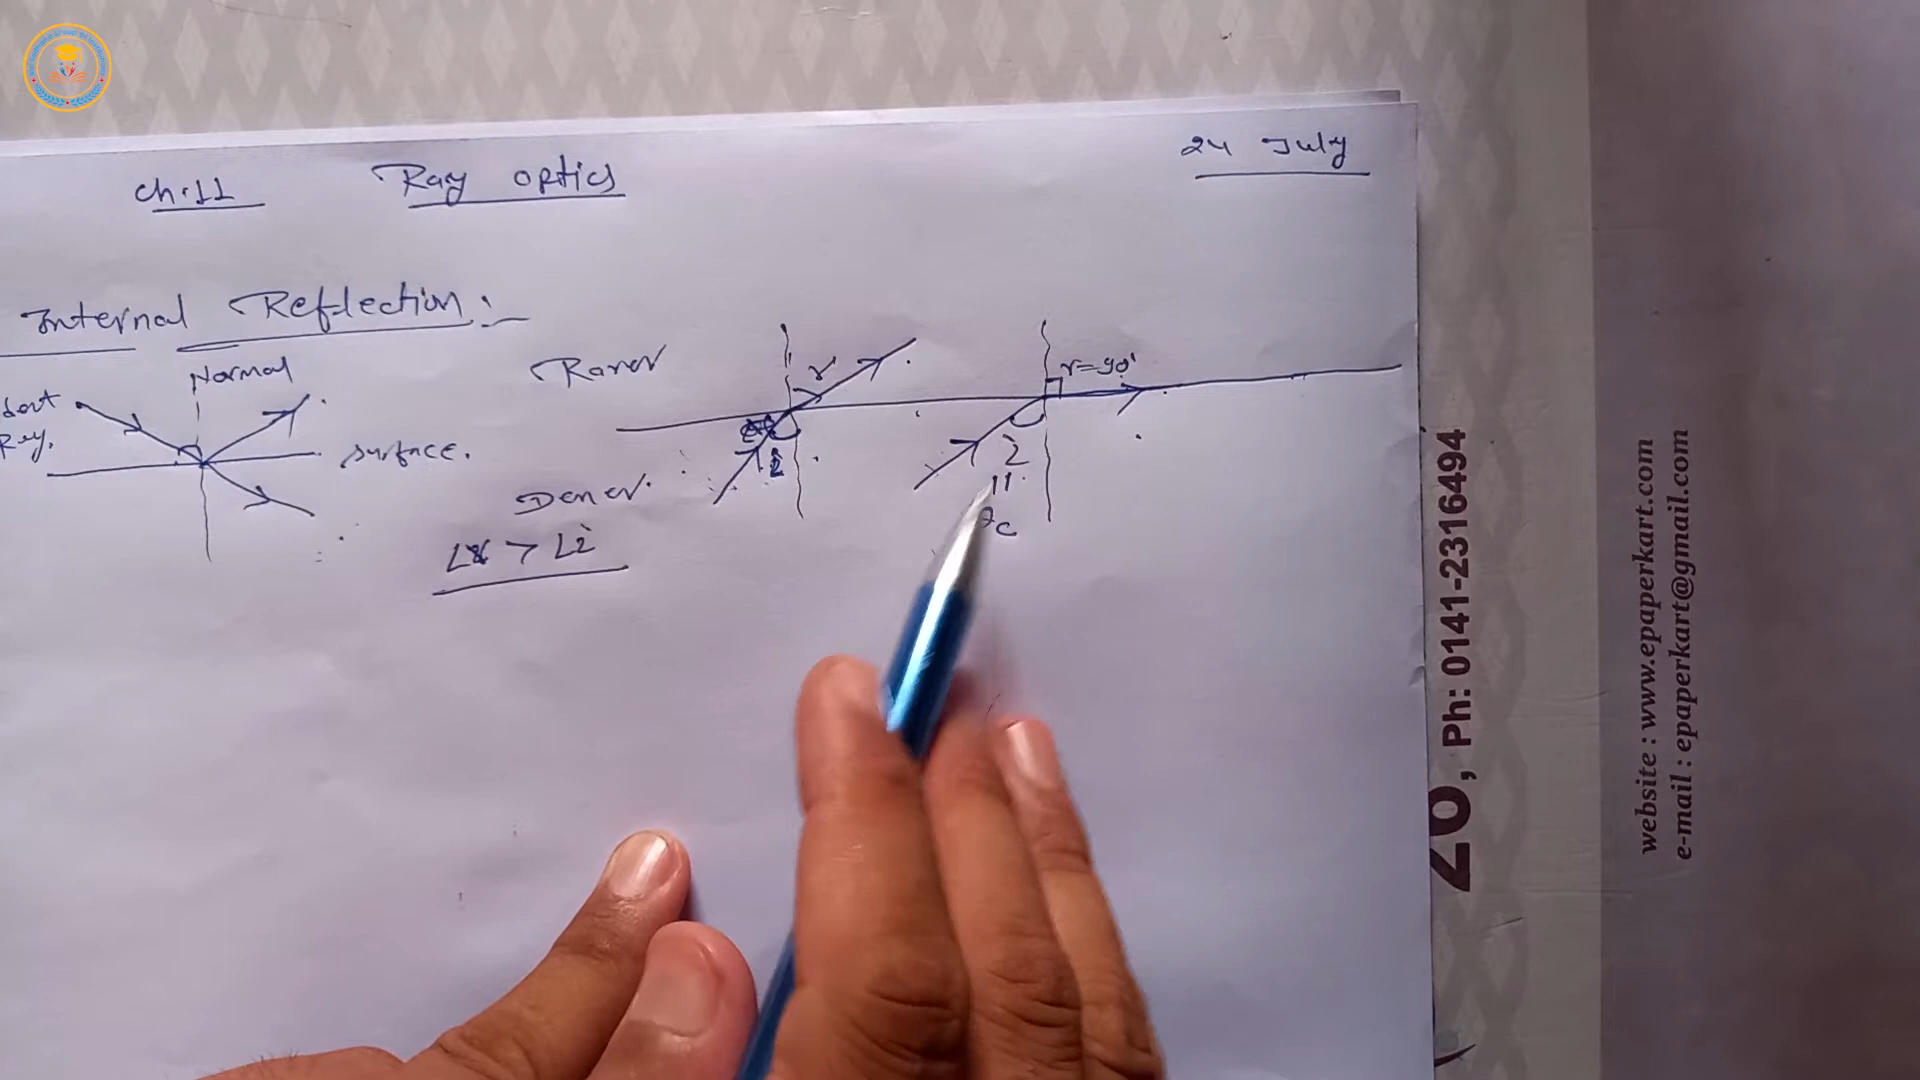 Ch.11 Ray optics 24 July
Internal Reflection:-
Normal
Ray.
surface.
Rarer
Denser.
r
i
r=90°
i
θc
∠r > ∠i
20, Ph: 0141-2316494
website : www.epaperkart.com
e-mail : epaperkart@gmail.com